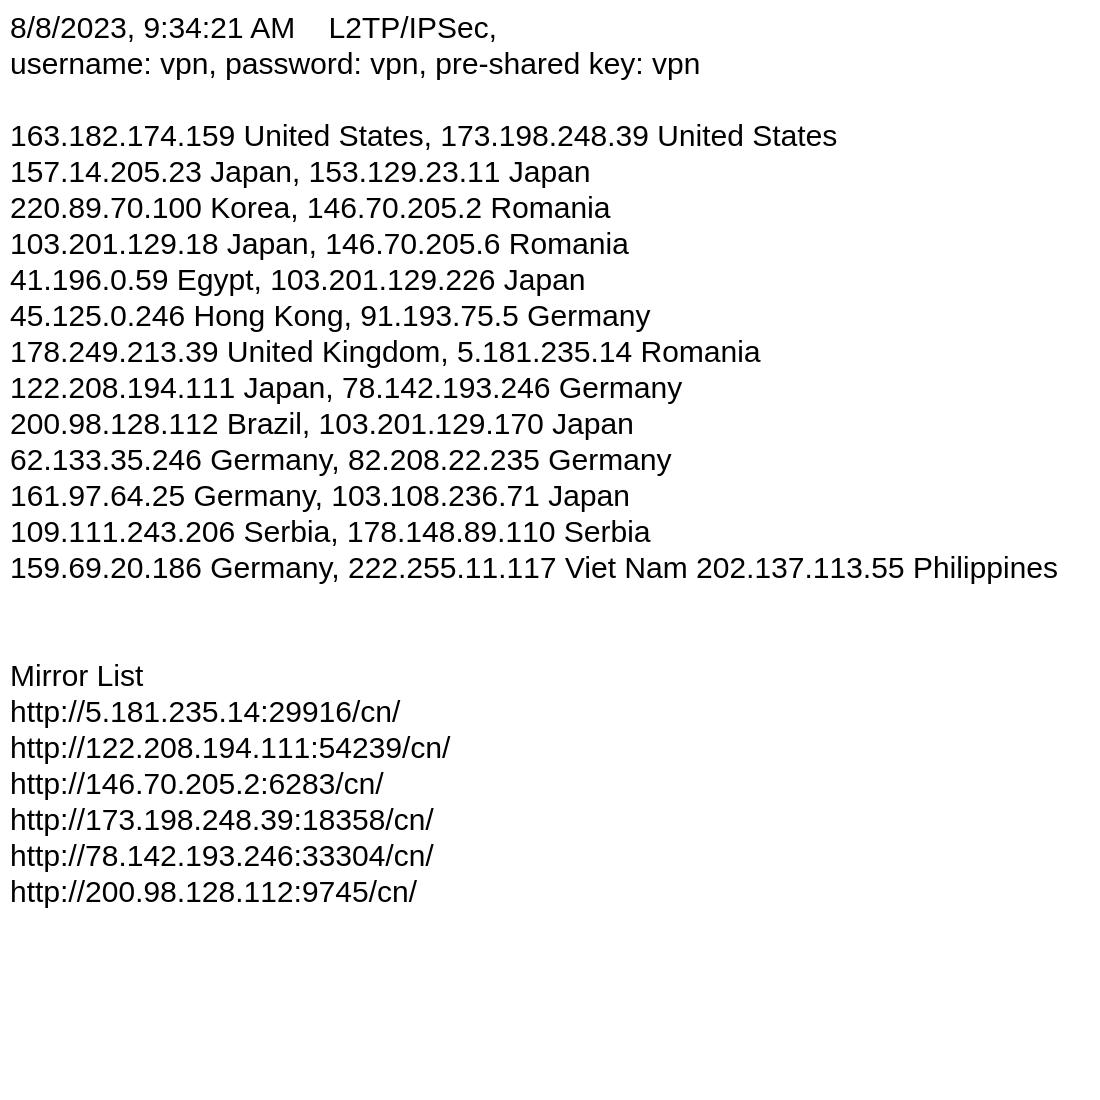 8/8/2023, 9:34:21 AM    L2TP/IPSec,
username: vpn, password: vpn, pre-shared key: vpn
163.182.174.159 United States, 173.198.248.39 United States
157.14.205.23 Japan, 153.129.23.11 Japan
220.89.70.100 Korea, 146.70.205.2 Romania
103.201.129.18 Japan, 146.70.205.6 Romania
41.196.0.59 Egypt, 103.201.129.226 Japan
45.125.0.246 Hong Kong, 91.193.75.5 Germany
178.249.213.39 United Kingdom, 5.181.235.14 Romania
122.208.194.111 Japan, 78.142.193.246 Germany
200.98.128.112 Brazil, 103.201.129.170 Japan
62.133.35.246 Germany, 82.208.22.235 Germany
161.97.64.25 Germany, 103.108.236.71 Japan
109.111.243.206 Serbia, 178.148.89.110 Serbia
159.69.20.186 Germany, 222.255.11.117 Viet Nam 202.137.113.55 Philippines
Mirror List
http://5.181.235.14:29916/cn/
http://122.208.194.111:54239/cn/
http://146.70.205.2:6283/cn/
http://173.198.248.39:18358/cn/
http://78.142.193.246:33304/cn/
http://200.98.128.112:9745/cn/